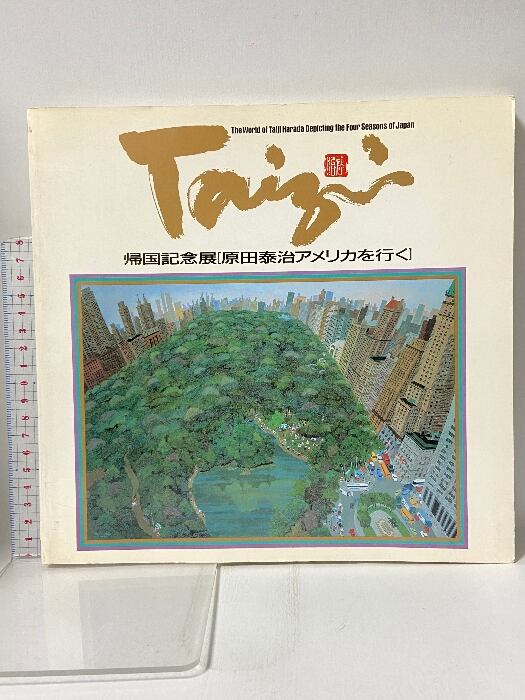 The World of Taiji Harada Depicting the Four Seasons of Japan
Taizi
帰国記念展[原田泰治アメリカを行く]